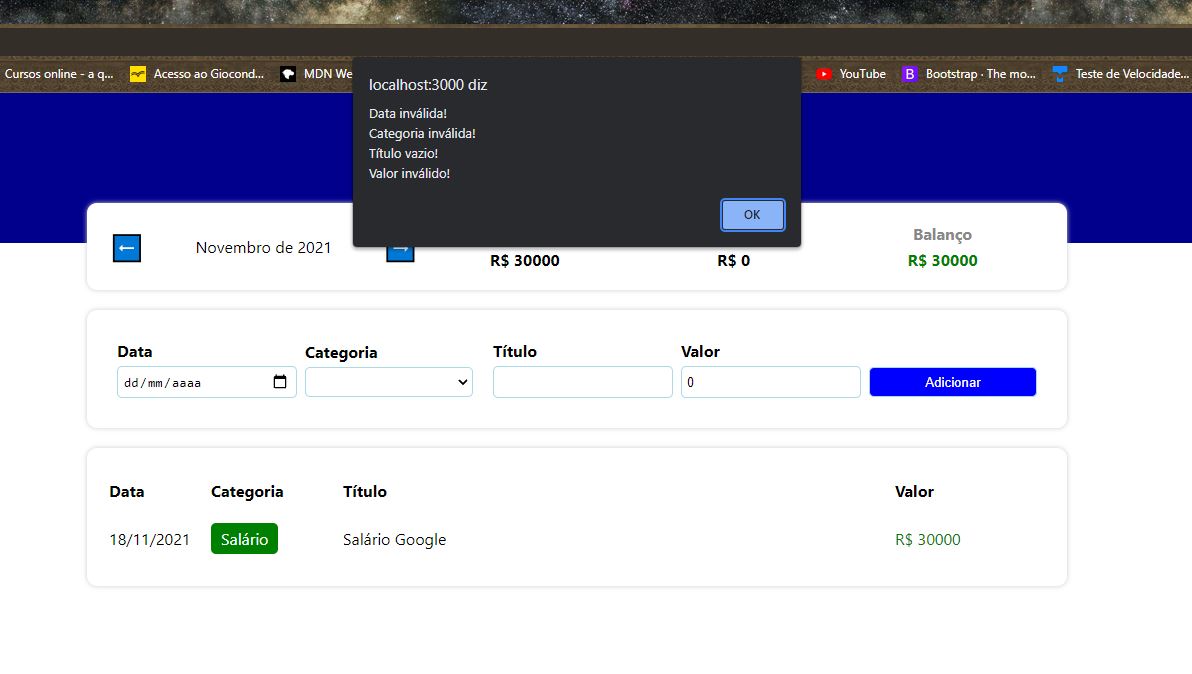 Cursos online - a q...
Acesso ao Giocond...
MDN We
YouTube
Bootstrap · The mo...
Teste de Velocidade...
localhost:3000 diz
Data inválida!
Categoria inválida!
Título vazio!
Valor inválido!
OK
Novembro de 2021
R$ 30000
R$ 0
Balanço
R$ 30000
Data
Categoria
Título
Valor
dd/mm/aaaa
0
Adicionar
Data Categoria Título Valor
18/11/2021 Salário Salário Google R$ 30000